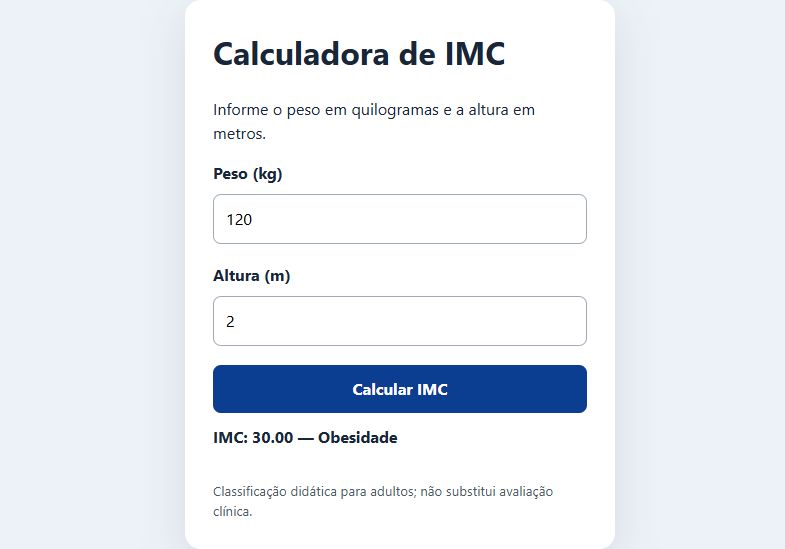 Calculadora de IMC
Informe o peso em quilogramas e a altura em
metros.
Peso (kg)
120
Altura (m)
2
Calcular IMC
IMC: 30.00 — Obesidade
Classificação didática para adultos; não substitui avaliação
clínica.